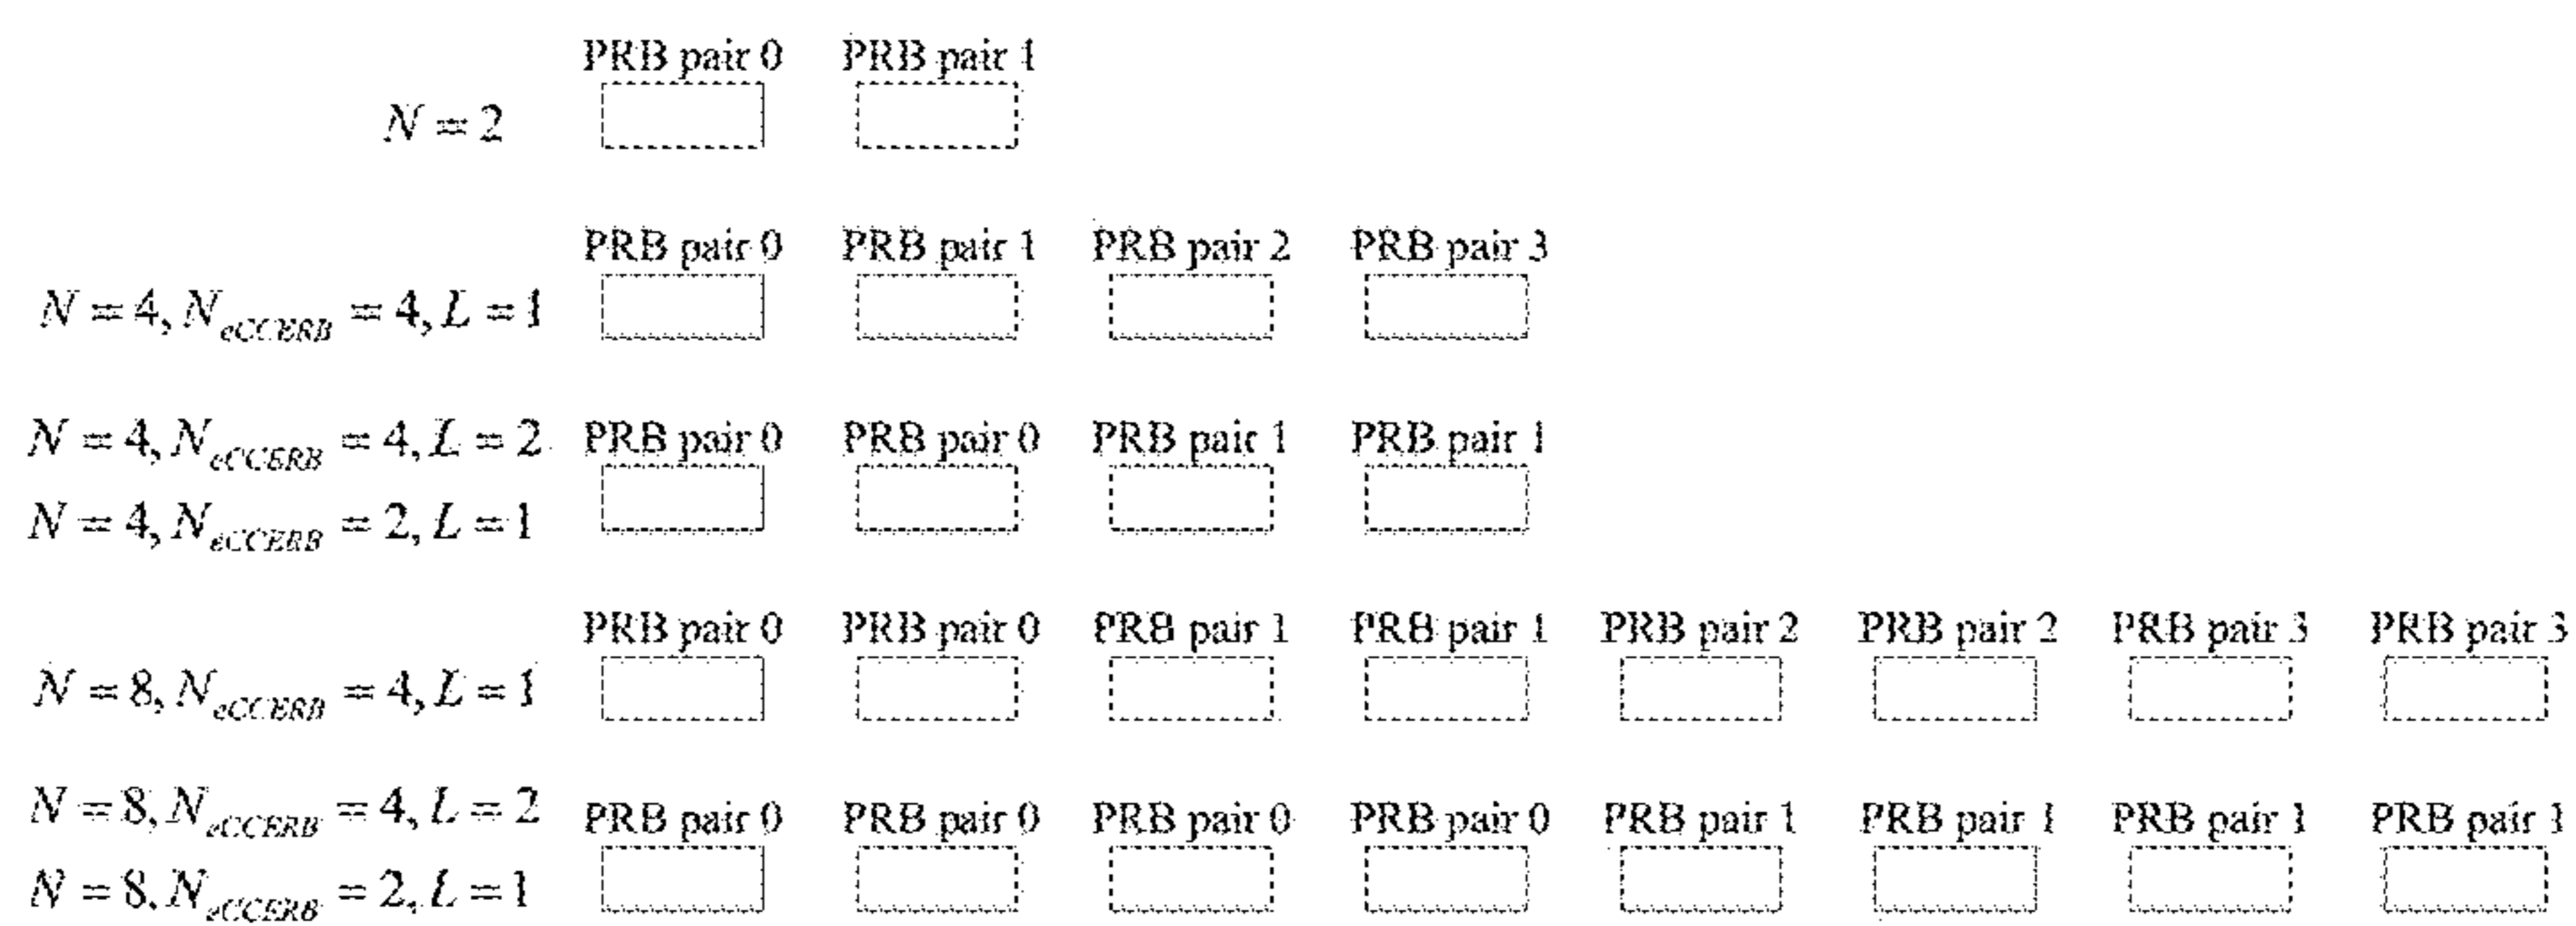 PRB pair 0 PRB pair 1
N = 2
PRB pair 0 PRB pair 1 PRB pair 2 PRB pair 3
N = 4, N_eCCERB = 4, L = 1
N = 4, N_eCCERB = 4, L = 2 PRB pair 0 PRB pair 0 PRB pair 1 PRB pair 1
N = 4, N_eCCERB = 2, L = 1
PRB pair 0 PRB pair 0 PRB pair 1 PRB pair 1 PRB pair 2 PRB pair 2 PRB pair 3 PRB pair 3
N = 8, N_eCCERB = 4, L = 1
N = 8, N_eCCERB = 4, L = 2 PRB pair 0 PRB pair 0 PRB pair 0 PRB pair 0 PRB pair 1 PRB pair 1 PRB pair 1 PRB pair 1
N = 8, N_eCCERB = 2, L = 1